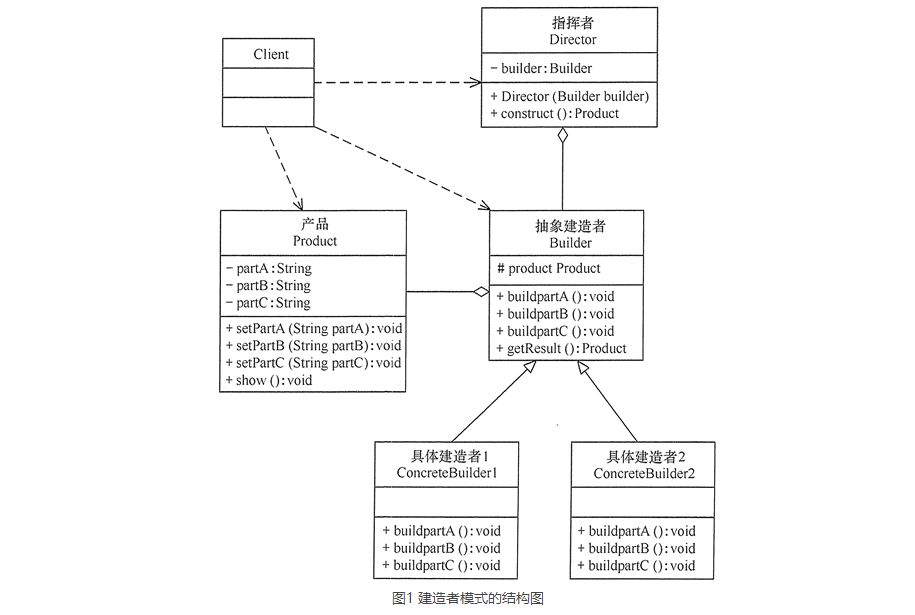 Client
指挥者
Director
- builder:Builder
+ Director (Builder builder)
+ construct ():Product
产品
Product
- partA:String
- partB:String
- partC:String
+ setPartA (String partA):void
+ setPartB (String partB):void
+ setPartC (String partC):void
+ show ():void
抽象建造者
Builder
# product Product
+ buildpartA ():void
+ buildpartB ():void
+ buildpartC ():void
+ getResult ():Product
具体建造者1
ConcreteBuilder1
+ buildpartA ():void
+ buildpartB ():void
+ buildpartC ():void
具体建造者2
ConcreteBuilder2
+ buildpartA ():void
+ buildpartB ():void
+ buildpartC ():void
图1 建造者模式的结构图